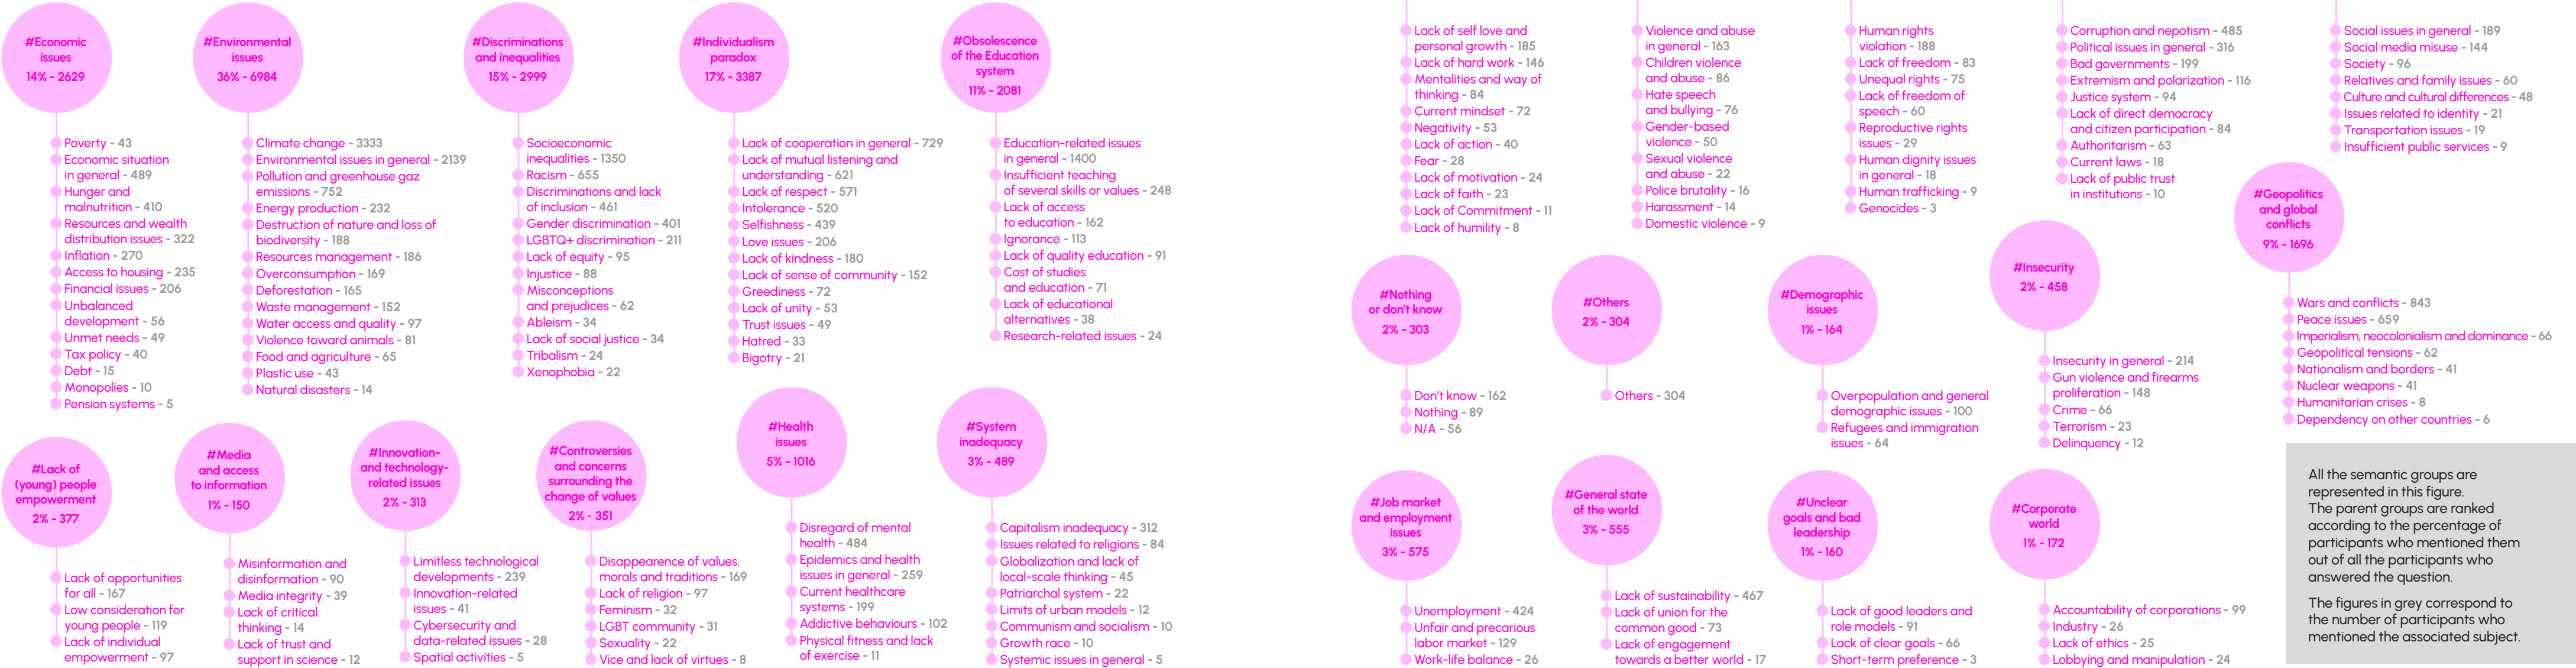 #Economic
issues
14% - 2629
Poverty - 43
Economic situation
in general - 489
Hunger and
malnutrition - 410
Resources and wealth
distribution issues - 322
Inflation - 270
Access to housing - 235
Financial issues - 206
Unbalanced
development - 56
Unmet needs - 49
Tax policy - 40
Debt - 15
Monopolies - 10
Pension systems - 5
#Environmental
issues
36% - 6984
Climate change - 3333
Environmental issues in general - 2139
Pollution and greenhouse gaz
emissions - 752
Energy production - 232
Destruction of nature and loss of
biodiversity - 188
Resources management - 186
Overconsumption - 169
Deforestation - 165
Waste management - 152
Water access and quality - 97
Violence toward animals - 81
Food and agriculture - 65
Plastic use - 43
Natural disasters - 14
#Discriminations
and inequalities
15% - 2999
Socioeconomic
inequalities - 1350
Racism - 655
Discriminations and lack
of inclusion - 461
Gender discrimination - 401
LGBTQ+ discrimination - 211
Lack of equity - 95
Injustice - 88
Misconceptions
and prejudices - 62
Ableism - 34
Lack of social justice - 34
Tribalism - 24
Xenophobia - 22
#Individualism
paradox
17% - 3387
Lack of cooperation in general - 729
Lack of mutual listening and
understanding - 621
Lack of respect - 571
Intolerance - 520
Selfishness - 439
Love issues - 206
Lack of kindness - 180
Lack of sense of community - 152
Greediness - 72
Lack of unity - 53
Trust issues - 49
Hatred - 33
Bigotry - 21
#Obsolescence
of the Education
system
11% - 2081
Education-related issues
in general - 1400
Insufficient teaching
of several skills or values - 248
Lack of access
to education - 162
Ignorance - 113
Lack of quality education - 91
Cost of studies
and education - 71
Lack of educational
alternatives - 38
Research-related issues - 24
#Lack of
(young) people
empowerment
2% - 377
Lack of opportunities
for all - 167
Low consideration for
young people - 119
Lack of individual
empowerment - 97
#Media
and access
to information
1% - 150
Misinformation and
disinformation - 90
Media integrity - 39
Lack of critical
thinking - 14
Lack of trust and
support in science - 12
#Innovation-
and technology-
related issues
2% - 313
Limitless technological
developments - 239
Innovation-related
issues - 41
Cybersecurity and
data-related issues - 28
Spatial activities - 5
#Controversies
and concerns
surrounding the
change of values
2% - 351
Disappearence of values,
morals and traditions - 169
Lack of religion - 97
Feminism - 32
LGBT community - 31
Sexuality - 22
Vice and lack of virtues - 8
#Health
issues
5% - 1016
Disregard of mental
health - 484
Epidemics and health
issues in general - 259
Current healthcare
systems - 199
Addictive behaviours - 102
Physical fitness and lack
of exercise - 11
#System
inadequacy
3% - 489
Capitalism inadequacy - 312
Issues related to religions - 84
Globalization and lack of
local-scale thinking - 45
Patriarchal system - 22
Limits of urban models - 12
Communism and socialism - 10
Growth race - 10
Systemic issues in general - 5
Lack of self love and
personal growth - 185
Lack of hard work - 146
Mentalities and way of
thinking - 84
Current mindset - 72
Negativity - 53
Lack of action - 40
Fear - 28
Lack of motivation - 24
Lack of faith - 23
Lack of Commitment - 11
Lack of humility - 8
Violence and abuse
in general - 163
Children violence
and abuse - 86
Hate speech
and bullying - 76
Gender-based
violence - 50
Sexual violence
and abuse - 22
Police brutality - 16
Harassment - 14
Domestic violence - 9
Human rights
violation - 188
Lack of freedom - 83
Unequal rights - 75
Lack of freedom of
speech - 60
Reproductive rights
issues - 29
Human dignity issues
in general - 18
Human trafficking - 9
Genocides - 3
Corruption and nepotism - 485
Political issues in general - 316
Bad governments - 199
Extremism and polarization - 116
Justice system - 94
Lack of direct democracy
and citizen participation - 84
Authoritarism - 63
Current laws - 18
Lack of public trust
in institutions - 10
Social issues in general - 189
Social media misuse - 144
Society - 96
Relatives and family issues - 60
Culture and cultural differences - 48
Issues related to identity - 21
Transportation issues - 19
Insufficient public services - 9
#Nothing
or don't know
2% - 303
Don't know - 162
Nothing - 89
N/A - 56
#Others
2% - 304
Others - 304
#Demographic
issues
1% - 164
Overpopulation and general
demographic issues - 100
Refugees and immigration
issues - 64
#Insecurity
2% - 458
Insecurity in general - 214
Gun violence and firearms
proliferation - 148
Crime - 66
Terrorism - 23
Delinquency - 12
#Geopolitics
and global
conflicts
9% - 1696
Wars and conflicts - 843
Peace issues - 659
Imperialism, neocolonialism and dominance - 66
Geopolitical tensions - 62
Nationalism and borders - 41
Nuclear weapons - 41
Humanitarian crises - 8
Dependency on other countries - 6
#Job market
and employment
issues
3% - 575
Unemployment - 424
Unfair and precarious
labor market - 129
Work-life balance - 26
#General state
of the world
3% - 555
Lack of sustainability - 467
Lack of union for the
common good - 73
Lack of engagement
towards a better world - 17
#Unclear
goals and bad
leadership
1% - 160
Lack of good leaders and
role models - 91
Lack of clear goals - 66
Short-term preference - 3
#Corporate
world
1% - 172
Accountability of corporations - 99
Industry - 26
Lack of ethics - 25
Lobbying and manipulation - 24
All the semantic groups are
represented in this figure.
The parent groups are ranked
according to the percentage of
participants who mentioned them
out of all the participants who
answered the question.
The figures in grey correspond to
the number of participants who
mentioned the associated subject.